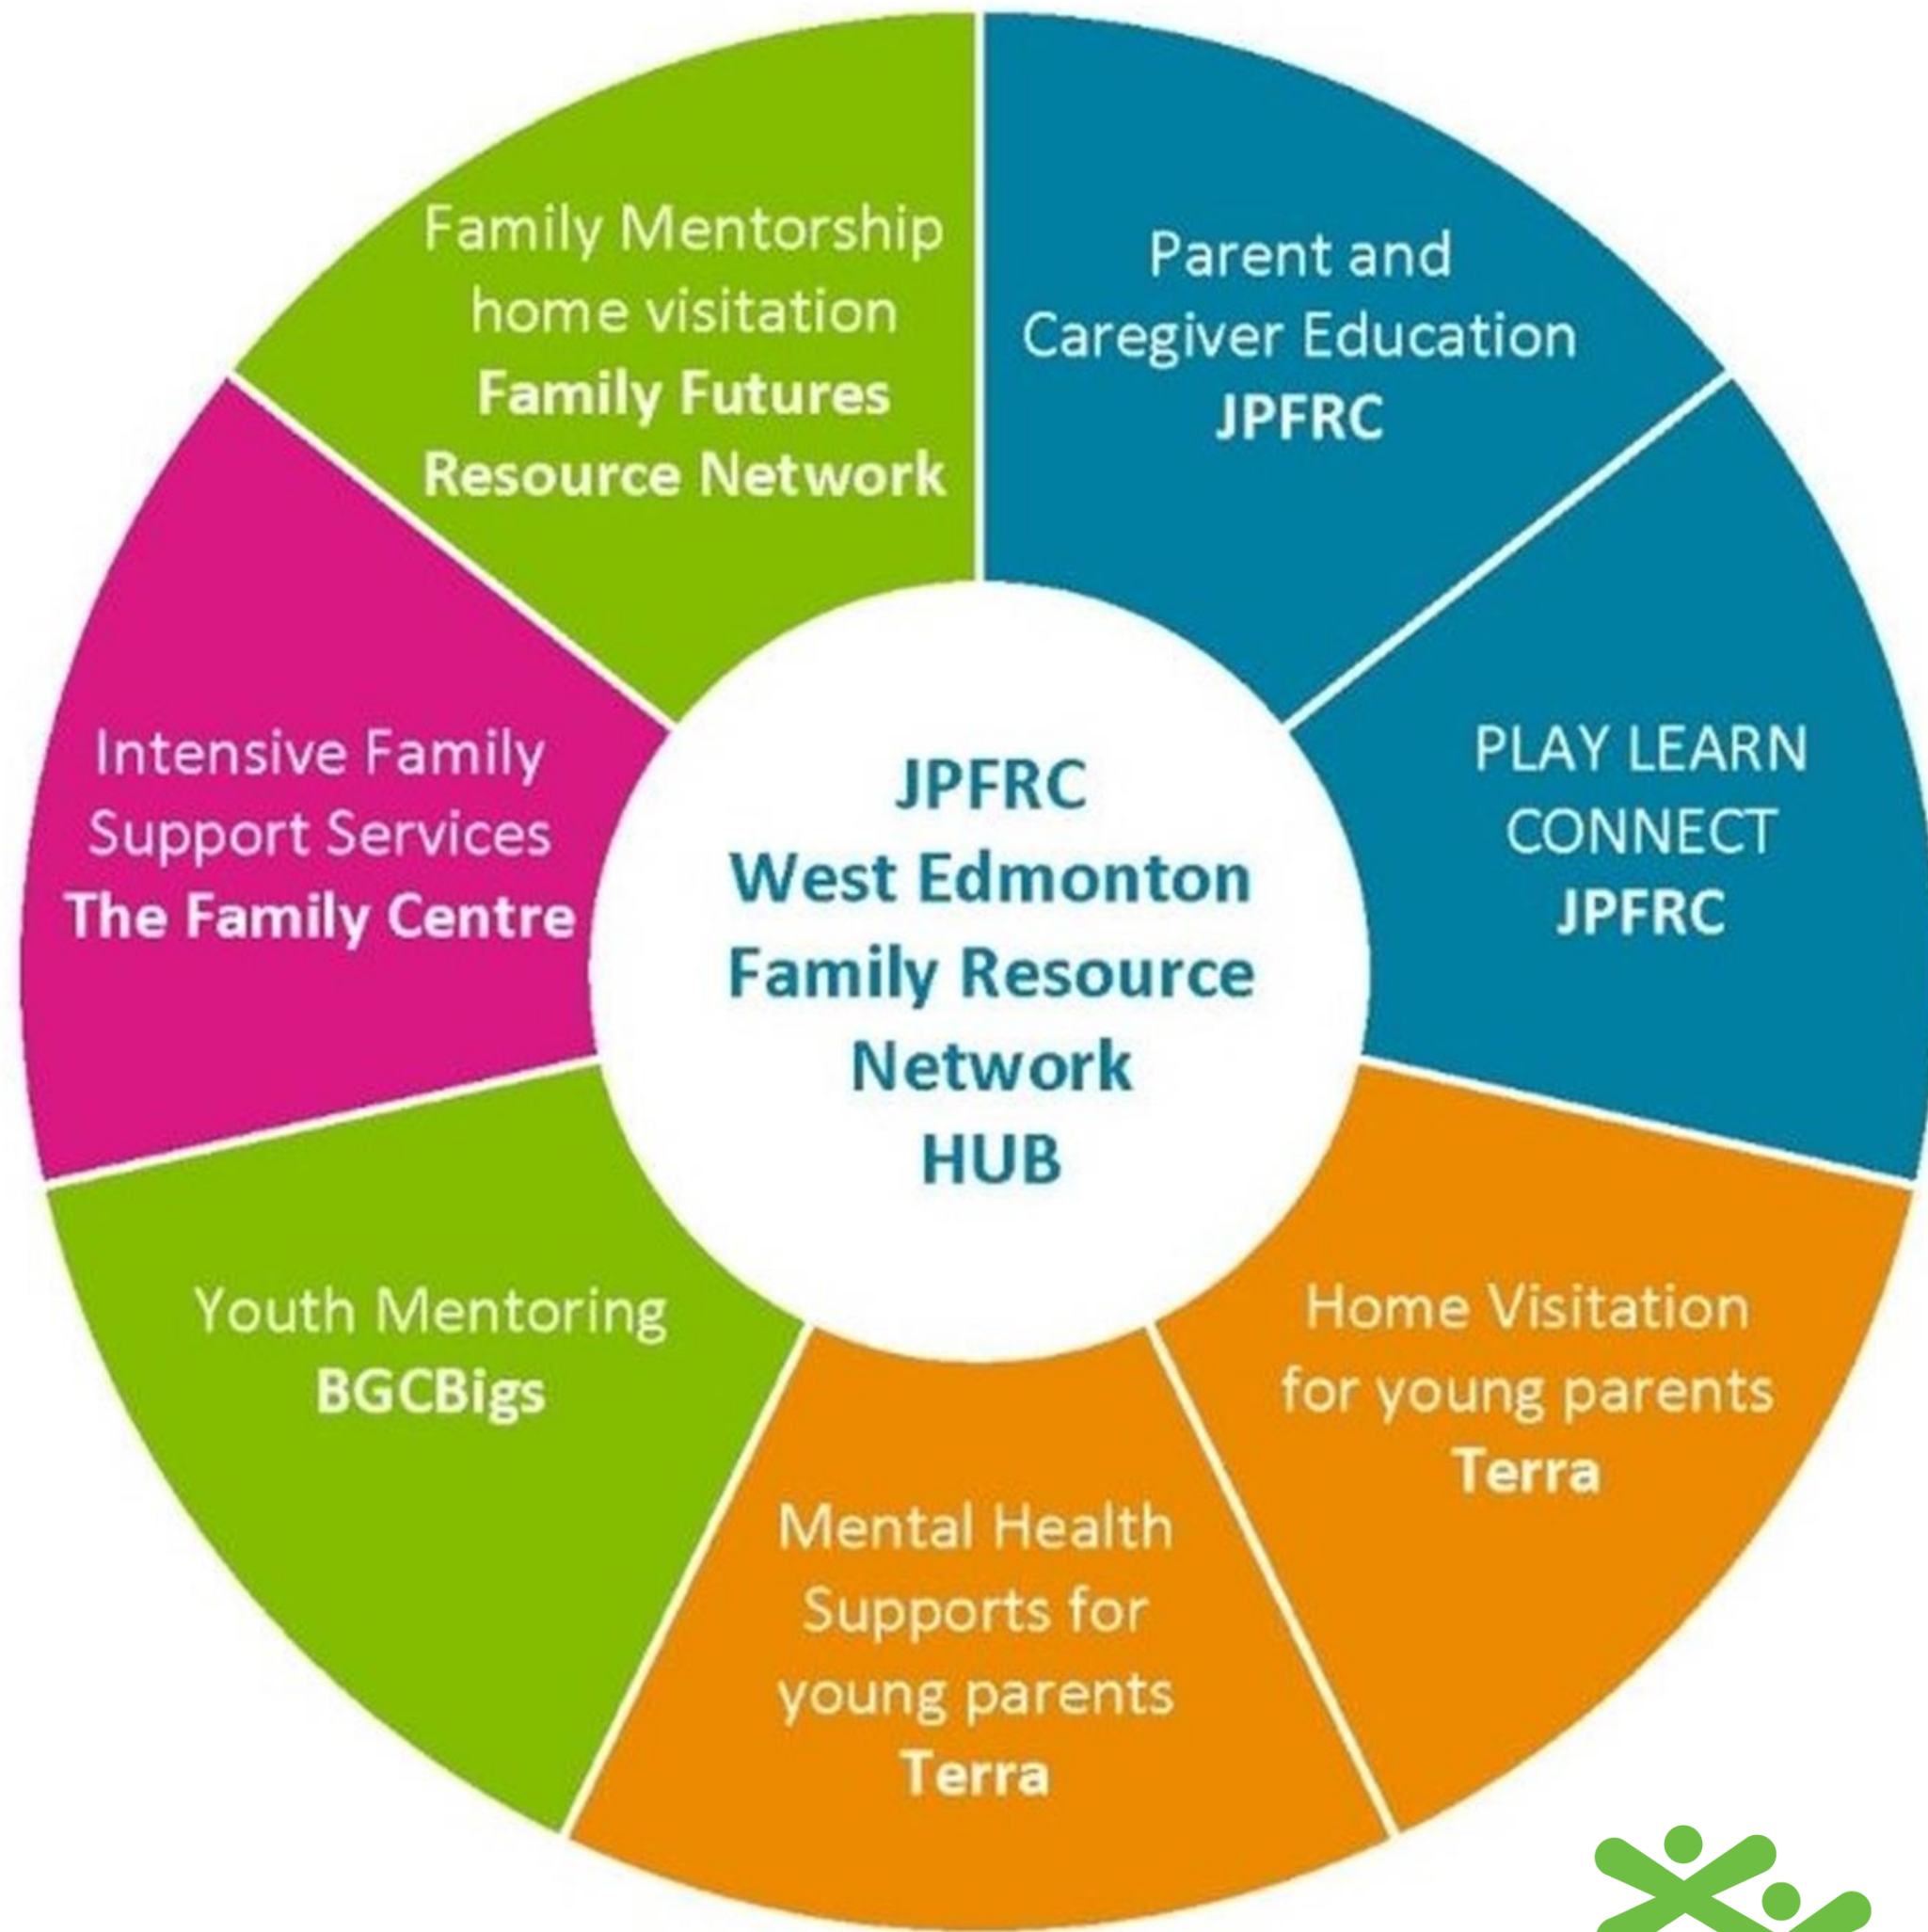 Family Mentorship
home visitation
Family Futures
Resource Network
Parent and
Caregiver Education
JPFRC
PLAY LEARN
CONNECT
JPFRC
Home Visitation
for young parents
Terra
Mental Health
Supports for
young parents
Terra
Youth Mentoring
BGCBigs
Intensive Family
Support Services
The Family Centre
JPFRC
West Edmonton
Family Resource
Network
HUB